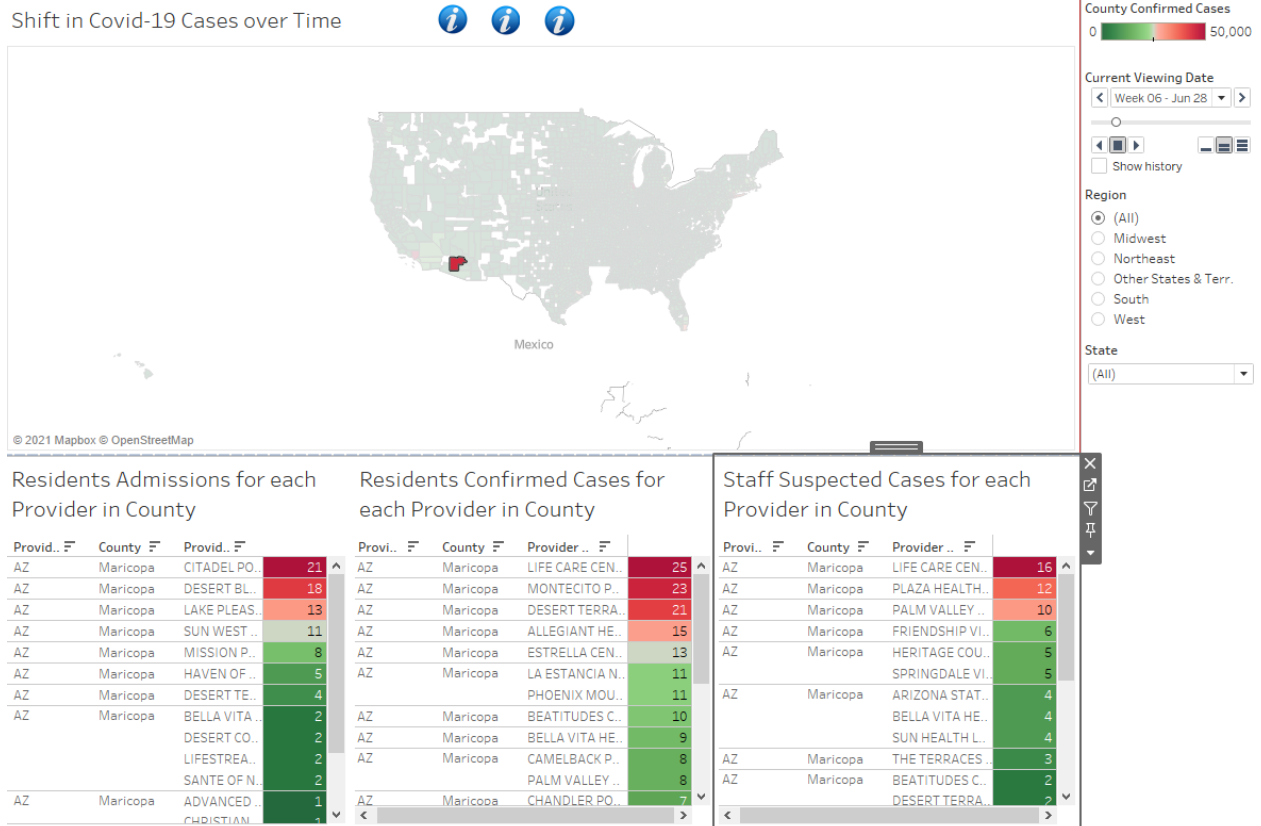 Shift in Covid-19 Cases over Time
County Confirmed Cases
0 50,000
Current Viewing Date
Week 06 - Jun 28
Show history
Region
(All)
Midwest
Northeast
Other States & Terr.
South
West
State
(All)
Mexico
© 2021 Mapbox © OpenStreetMap
Residents Admissions for each
Provider in County
Provid.. County Provid..
AZ Maricopa CITADEL PO.. 21
AZ Maricopa DESERT BL.. 18
AZ Maricopa LAKE PLEAS.. 13
AZ Maricopa SUN WEST .. 11
AZ Maricopa MISSION P.. 8
AZ Maricopa HAVEN OF .. 5
AZ Maricopa DESERT TE.. 4
AZ Maricopa BELLA VITA .. 2
DESERT CO.. 2
LIFESTREA.. 2
SANTE OF N.. 2
AZ Maricopa ADVANCED .. 1
CHRISTIAN 1
Residents Confirmed Cases for
each Provider in County
Provi.. County Provider ..
AZ Maricopa LIFE CARE CEN.. 25
AZ Maricopa MONTECITO P.. 23
AZ Maricopa DESERT TERRA.. 21
AZ Maricopa ALLEGIANT HE.. 15
AZ Maricopa ESTRELLA CEN.. 13
AZ Maricopa LA ESTANCIA N.. 11
PHOENIX MOU.. 11
AZ Maricopa BEATITUDES C.. 10
AZ Maricopa BELLA VITA HE.. 9
AZ Maricopa CAMELBACK P.. 8
PALM VALLEY .. 8
AZ Maricopa CHANDLER PO.. 7
Staff Suspected Cases for each
Provider in County
Provi.. County Provider ..
AZ Maricopa LIFE CARE CEN.. 16
AZ Maricopa PLAZA HEALTH.. 12
AZ Maricopa PALM VALLEY .. 10
AZ Maricopa FRIENDSHIP VI.. 6
AZ Maricopa HERITAGE COU.. 5
SPRINGDALE VI.. 5
AZ Maricopa ARIZONA STAT.. 4
BELLA VITA HE.. 4
SUN HEALTH L.. 4
AZ Maricopa THE TERRACES .. 3
AZ Maricopa BEATITUDES C.. 2
DESERT TERRA.. 2